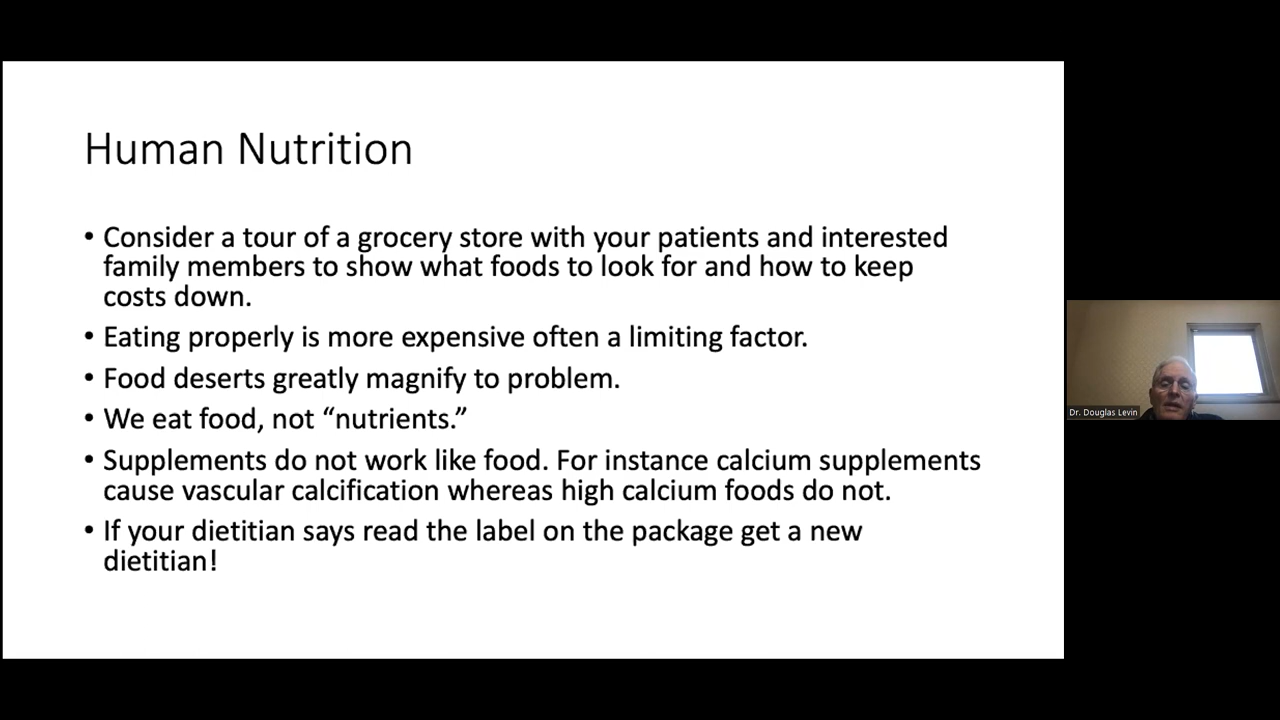 Human Nutrition
• Consider a tour of a grocery store with your patients and interested
family members to show what foods to look for and how to keep
costs down.
• Eating properly is more expensive often a limiting factor.
• Food deserts greatly magnify to problem.
• We eat food, not “nutrients.”
• Supplements do not work like food. For instance calcium supplements
cause vascular calcification whereas high calcium foods do not.
• If your dietitian says read the label on the package get a new
dietitian!
Dr. Douglas Levin